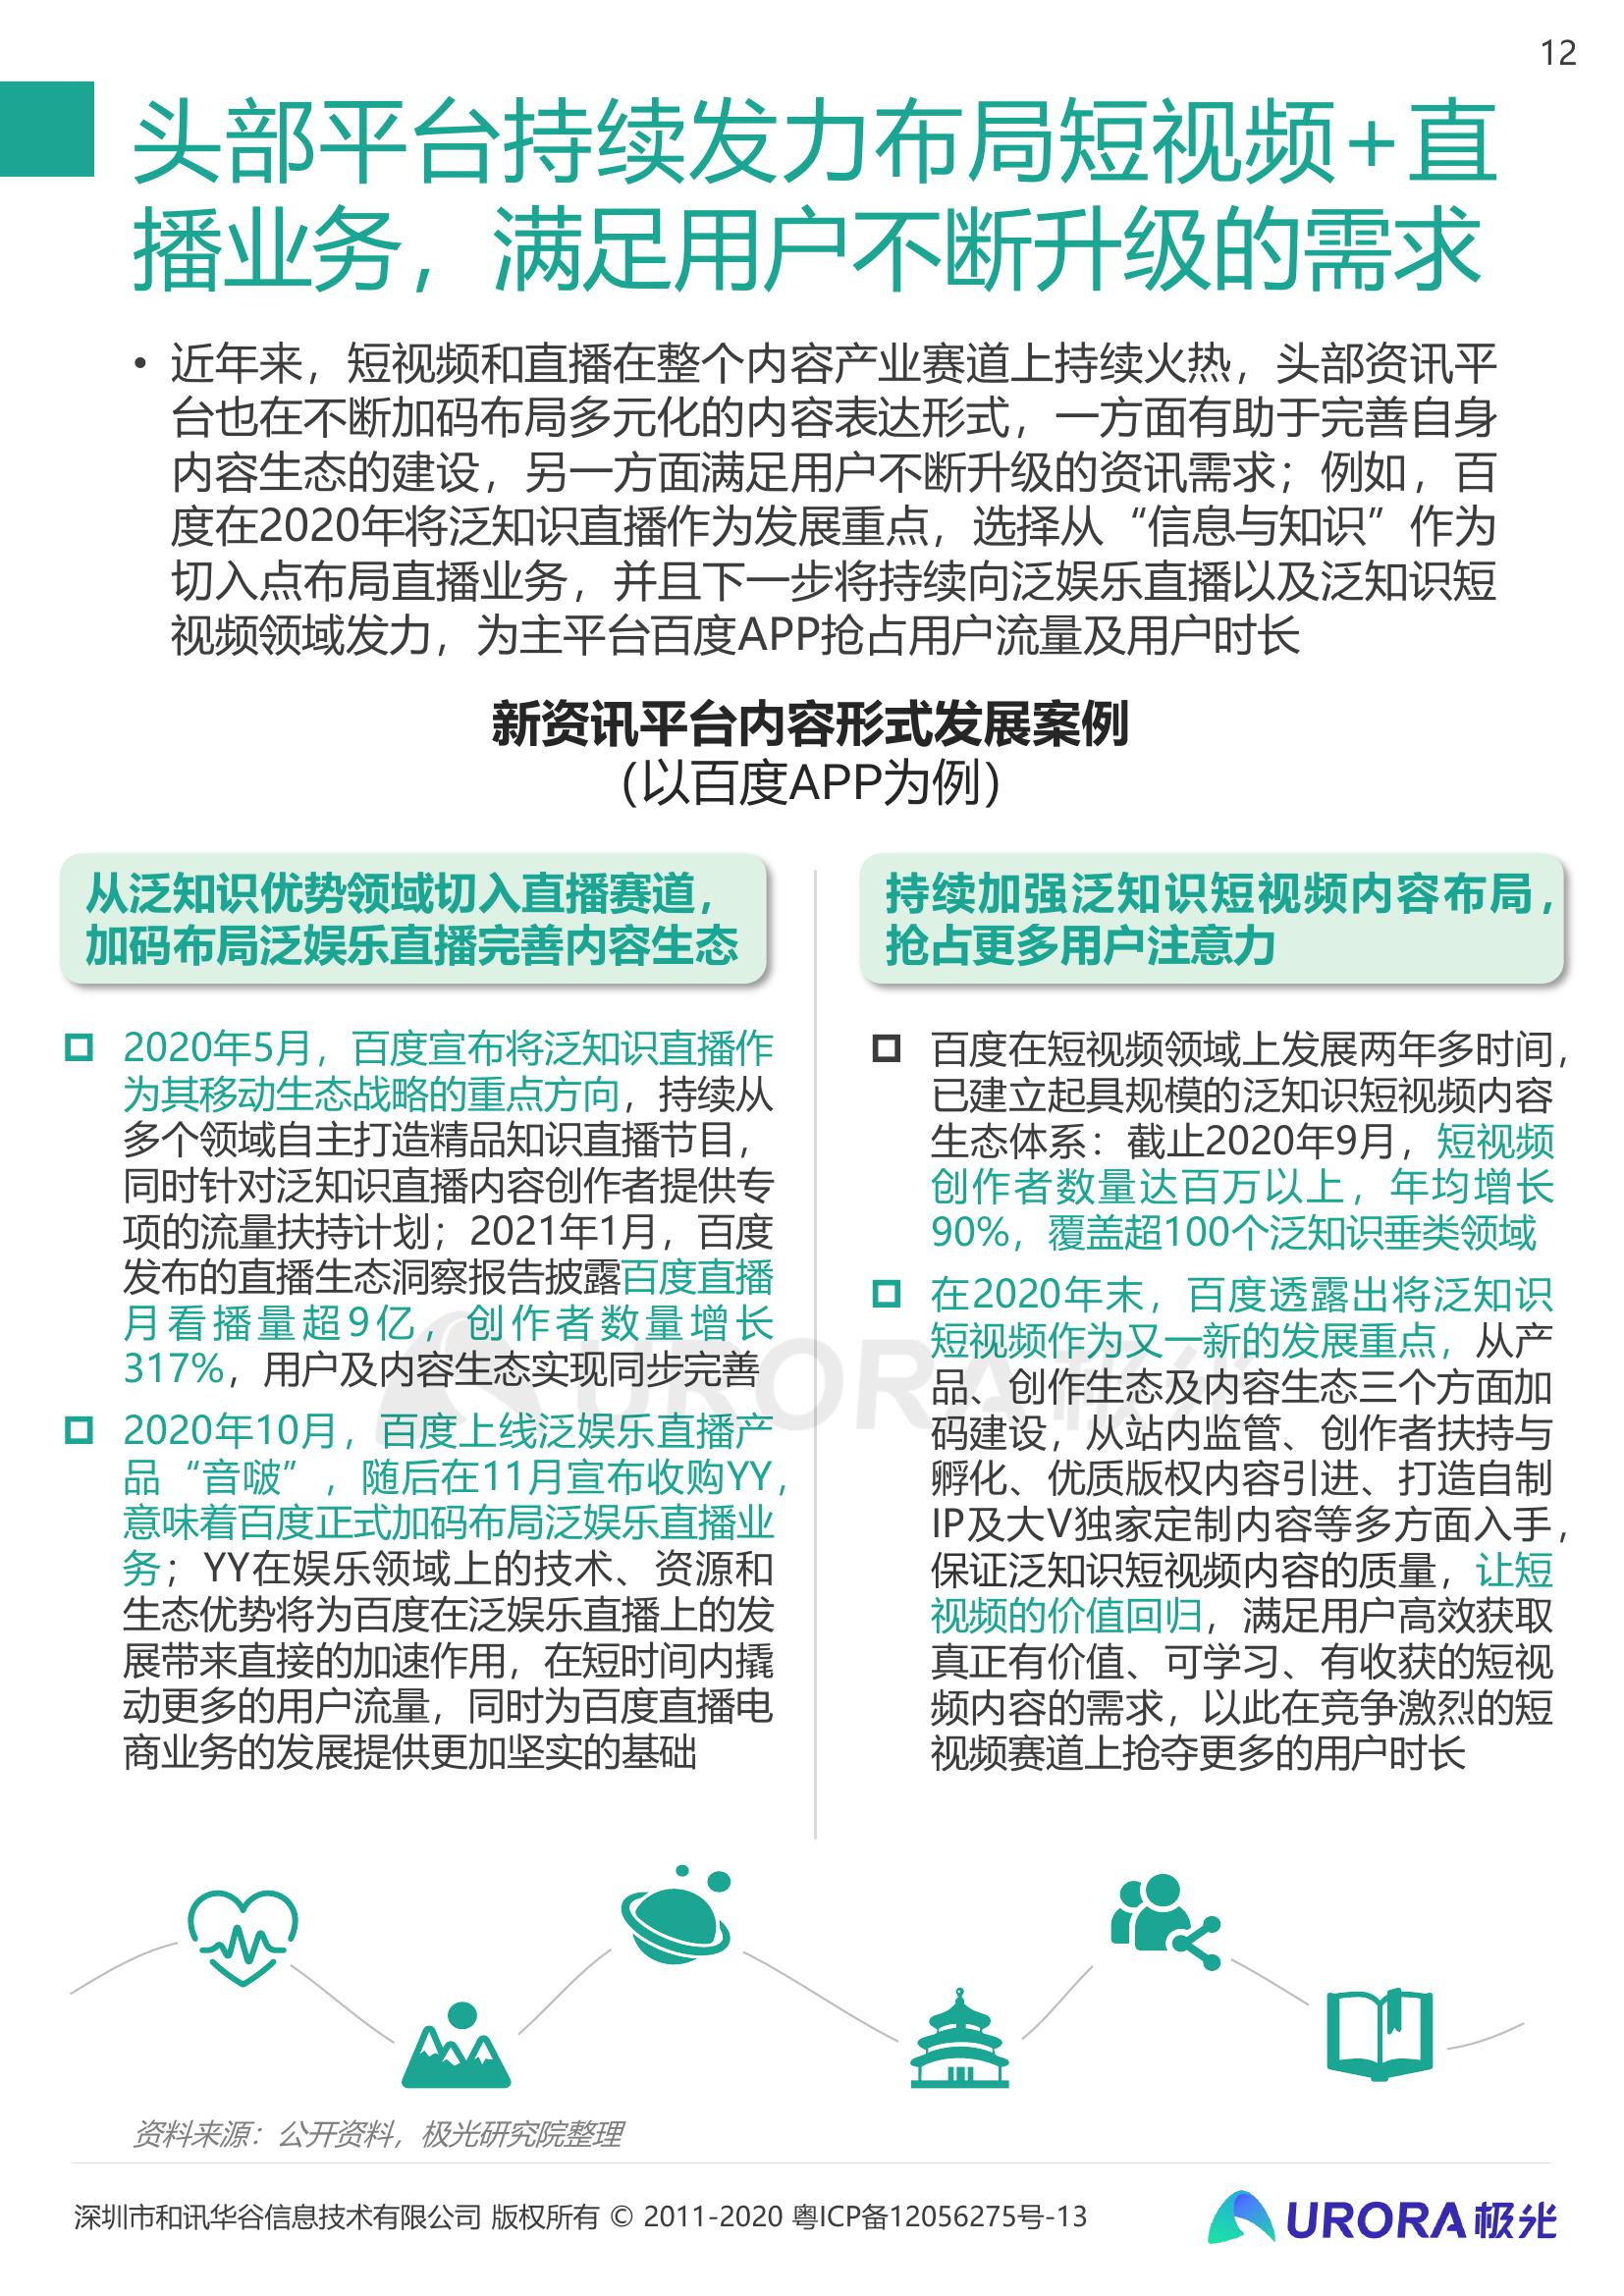 12
头部平台持续发力布局短视频+直
播业务，满足用户不断升级的需求
• 近年来，短视频和直播在整个内容产业赛道上持续火热，头部资讯平
台也在不断加码布局多元化的内容表达形式，一方面有助于完善自身
内容生态的建设，另一方面满足用户不断升级的资讯需求；例如，百
度在2020年将泛知识直播作为发展重点，选择从“信息与知识”作为
切入点布局直播业务，并且下一步将持续向泛娱乐直播以及泛知识短
视频领域发力，为主平台百度APP抢占用户流量及用户时长
新资讯平台内容形式发展案例
(以百度APP为例)
从泛知识优势领域切入直播赛道，
加码布局泛娱乐直播完善内容生态
2020年5月，百度宣布将泛知识直播作
为其移动生态战略的重点方向，持续从
多个领域自主打造精品知识直播节目，
同时针对泛知识直播内容创作者提供专
项的流量扶持计划；2021年1月，百度
发布的直播生态洞察报告披露百度直播
月看播量超9亿，创作者数量增长
317%，用户及内容生态实现同步完善
2020年10月，百度上线泛娱乐直播产
品“音啵”，随后在11月宣布收购YY，
意味着百度正式加码布局泛娱乐直播业
务；YY在娱乐领域上的技术、资源和
生态优势将为百度在泛娱乐直播上的发
展带来直接的加速作用，在短时间内撬
动更多的用户流量，同时为百度直播电
商业务的发展提供更加坚实的基础
持续加强泛知识短视频内容布局，
抢占更多用户注意力
百度在短视频领域上发展两年多时间，
已建立起具规模的泛知识短视频内容
生态体系：截止2020年9月，短视频
创作者数量达百万以上，年均增长
90%，覆盖超100个泛知识垂类领域
在2020年末，百度透露出将泛知识
短视频作为又一新的发展重点，从产
品、创作生态及内容生态三个方面加
码建设，从站内监管、创作者扶持与
孵化、优质版权内容引进、打造自制
IP及大V独家定制内容等多方面入手，
保证泛知识短视频内容的质量，让短
视频的价值回归，满足用户高效获取
真正有价值、可学习、有收获的短视
频内容的需求，以此在竞争激烈的短
视频赛道上抢夺更多的用户时长
URORA极光
资料来源：公开资料，极光研究院整理
深圳市和讯华谷信息技术有限公司 版权所有 © 2011-2020 粤ICP备12056275号-13
URORA极光